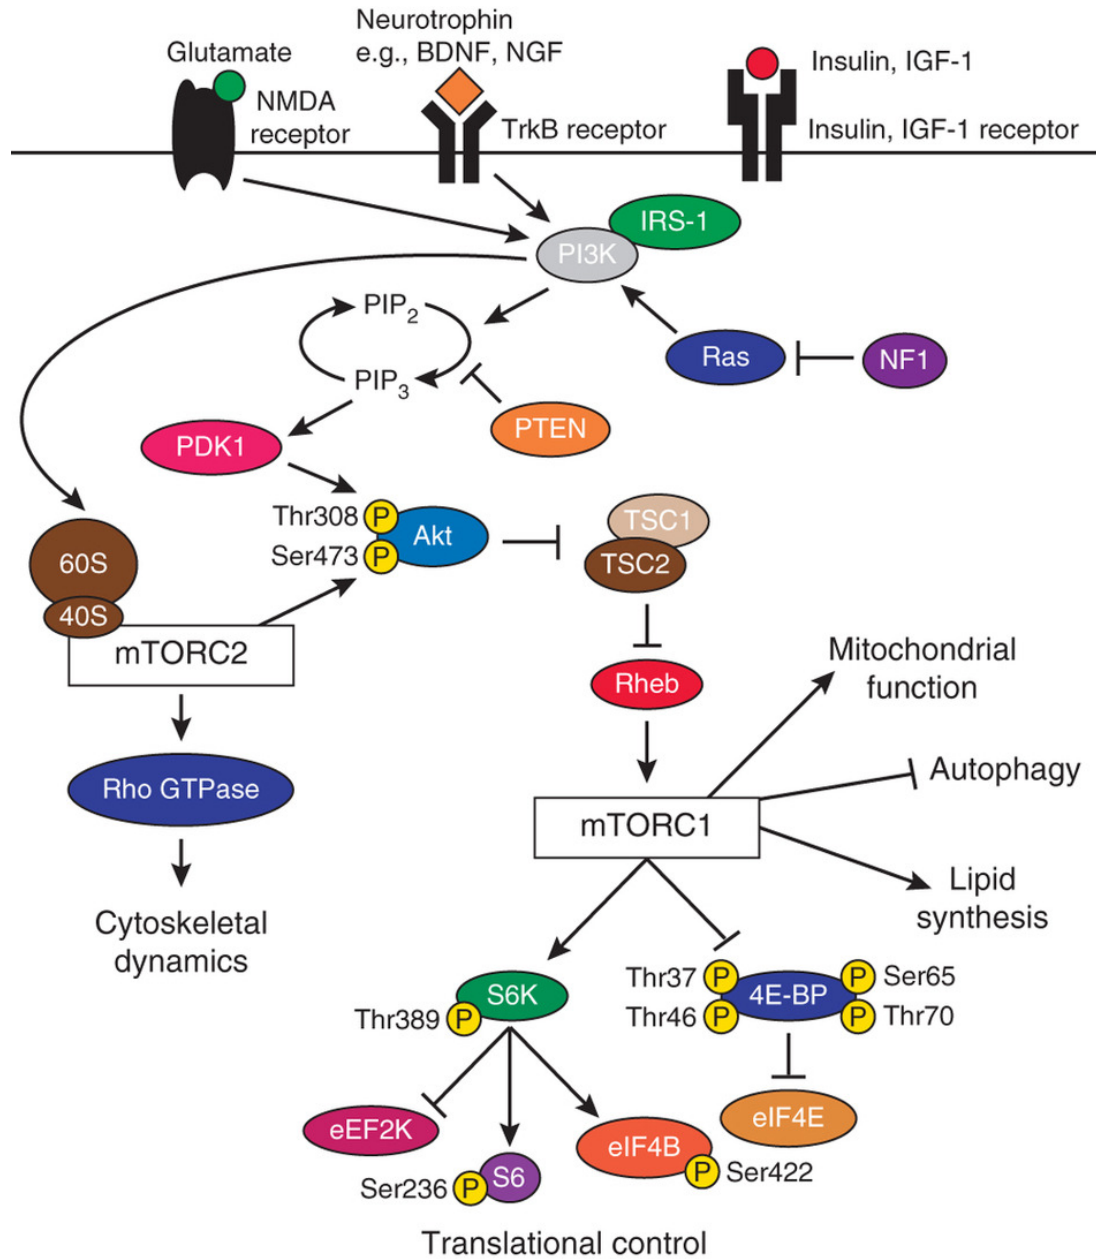 Neurotrophin
e.g., BDNF, NGF
Glutamate
NMDA
receptor
TrkB receptor
Insulin, IGF-1
Insulin, IGF-1 receptor
IRS-1
PI3K
PIP2
PIP3
Ras
NF1
PTEN
PDK1
Thr308
P
Ser473
P
Akt
TSC1
TSC2
60S
40S
mTORC2
Rheb
Mitochondrial
function
Rho GTPase
Autophagy
mTORC1
Lipid
synthesis
Cytoskeletal
dynamics
S6K
Thr389
P
Thr37
P
Thr46
P
4E-BP
P
Ser65
P
Thr70
eEF2K
S6
Ser236
P
eIF4B
P
Ser422
eIF4E
Translational control